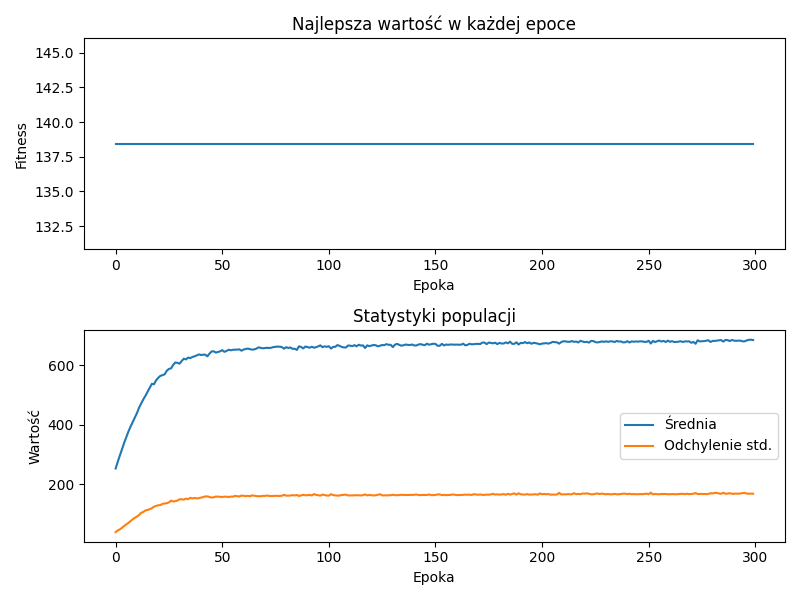 Najlepsza wartość w każdej epoce
145.0
142.5
140.0
137.5
135.0
132.5
Fitness
0 50 100 150 200 250 300
Epoka
Statystyki populacji
600
400
200
Wartość
Średnia
Odchylenie std.
0 50 100 150 200 250 300
Epoka